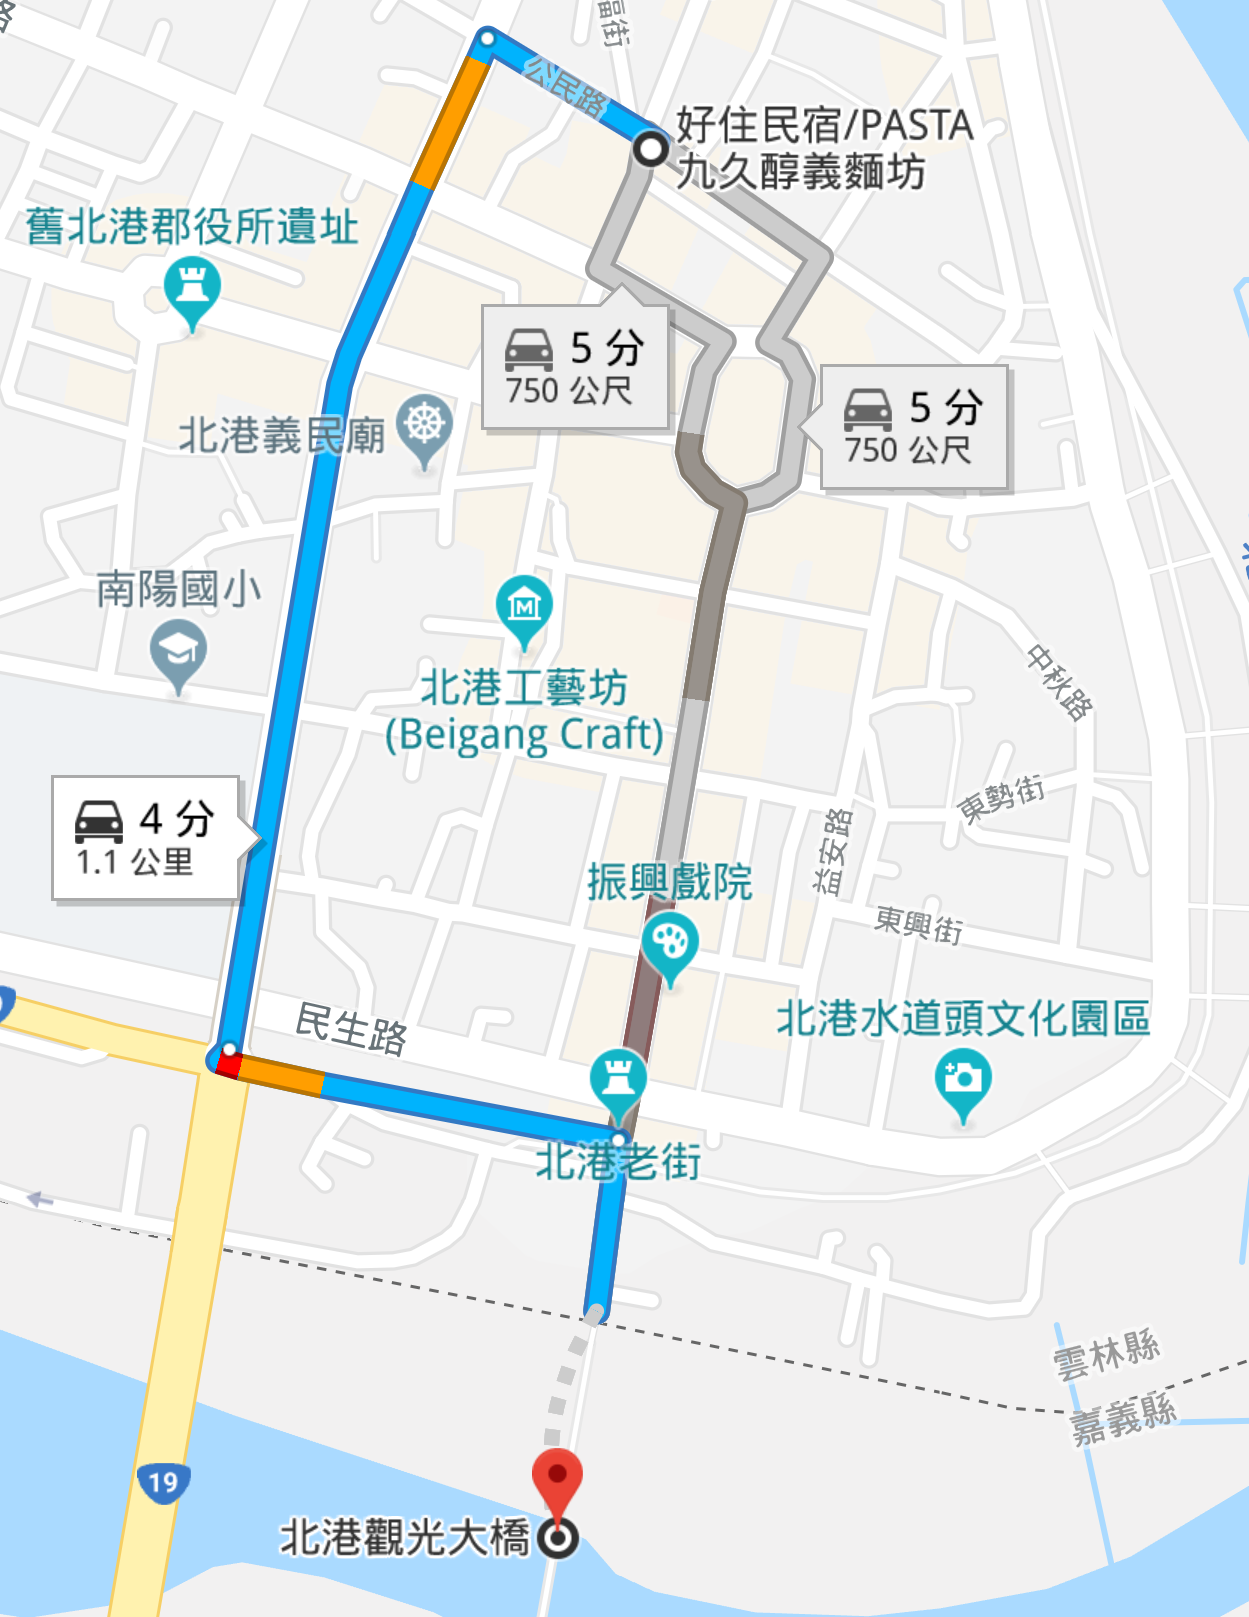 福街
公民路
好住民宿/PASTA
九久醇義麵坊
舊北港郡役所遺址
5 分
750 公尺
5 分
750 公尺
北港義民廟
南陽國小
北港工藝坊
(Beigang Craft)
中秋路
東勢街
4 分
1.1 公里
益安路
振興戲院
東興街
民生路
北港水道頭文化園區
北港老街
雲林縣
嘉義縣
19
北港觀光大橋